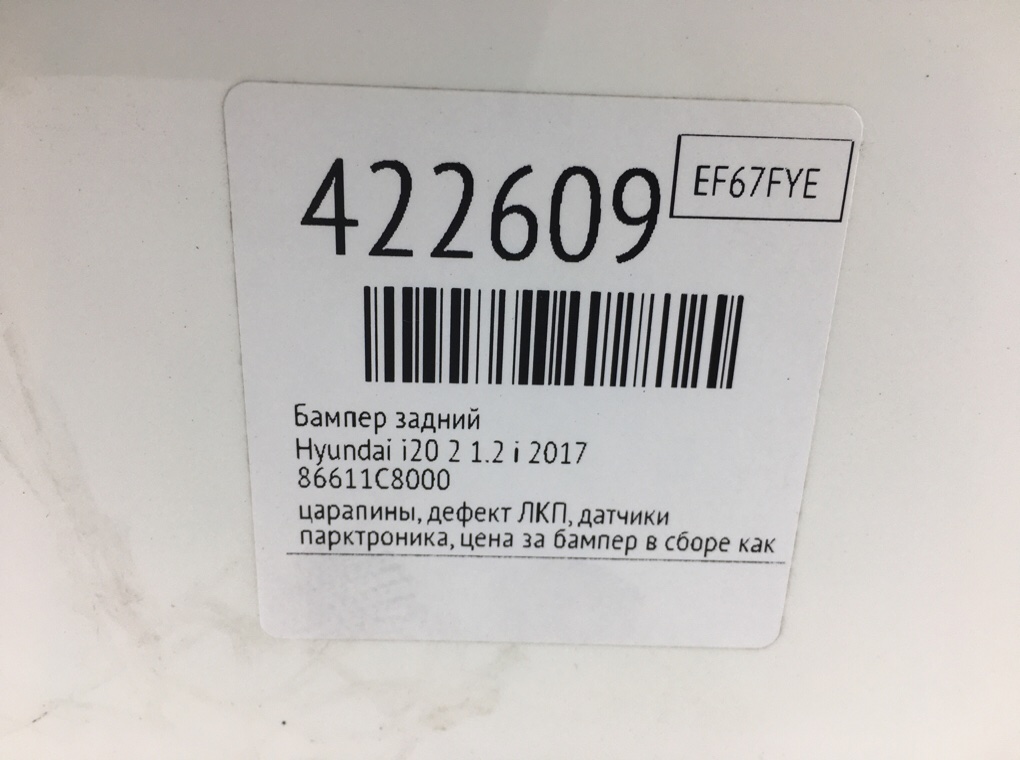 422609
EF67FYE
Бампер задний
Hyundai i20 2 1.2 i 2017
86611C8000
царапины, дефект ЛКП, датчики
парктроника, цена за бампер в сборе как